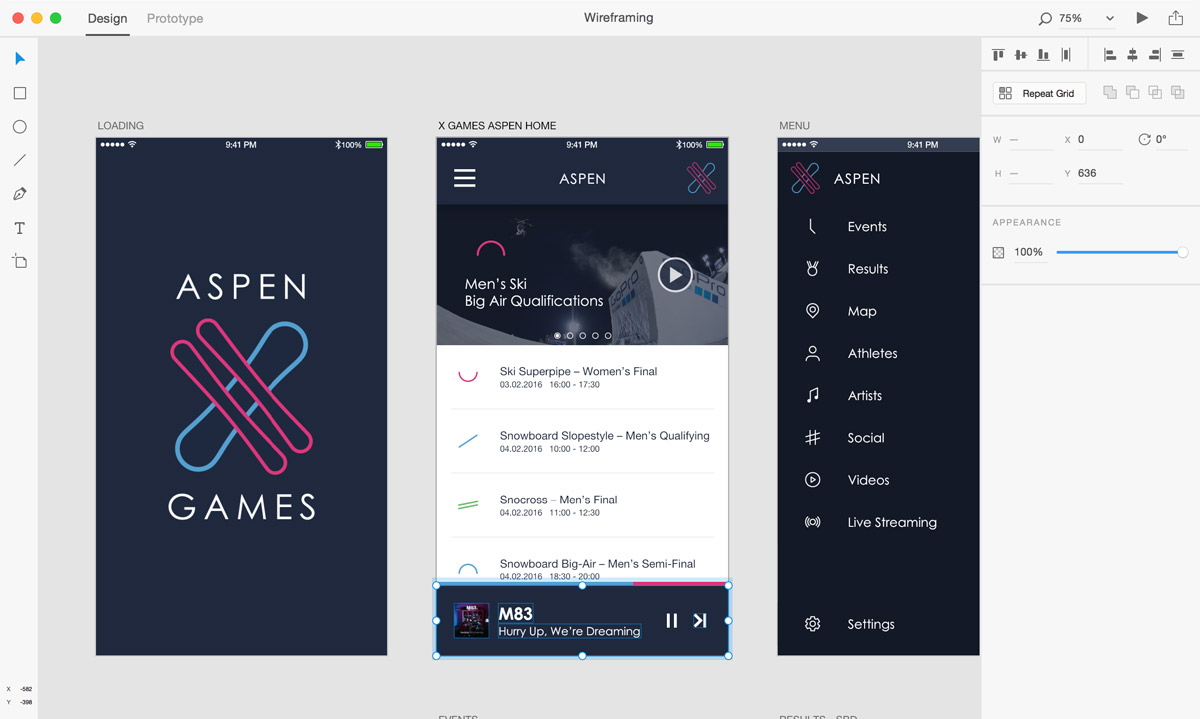 Design Prototype
Wireframing
75%
Repeat Grid
W —
X 0
0°
H —
Y 636
APPEARANCE
100%
LOADING
9:41 PM
100%
ASPEN
GAMES
X GAMES ASPEN HOME
9:41 PM
100%
ASPEN
Men's Ski
Big Air Qualifications
GoPro
GoPro
Ski Superpipe – Women's Final
03.02.2016 16:00 - 17:30
Snowboard Slopestyle – Men's Qualifying
04.02.2016 10:00 - 12:00
Snocross – Men's Final
04.02.2016 11:00 - 12:30
Snowboard Big-Air – Men's Semi-Final
04.02.2016 18:30 - 20:00
M83
M83
Hurry Up, We're Dreaming
MENU
9:41 PM
ASPEN
Events
Results
Map
Athletes
Artists
Social
Videos
Live Streaming
Settings
X -582
Y -398
EVENTS